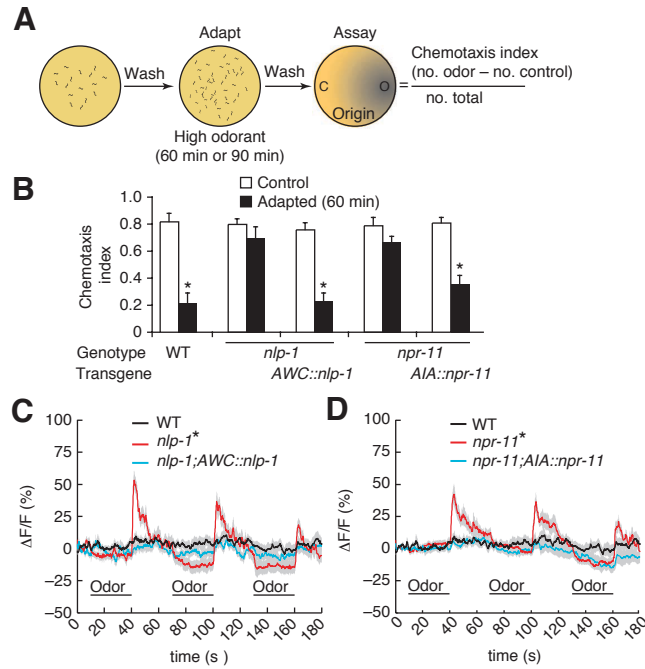 A
Adapt
Assay
Wash
Wash
C
O
Origin
High odorant
(60 min or 90 min)
=
Chemotaxis index
(no. odor – no. control)
no. total
B
Control
Adapted (60 min)
Chemotaxis
index
1.0
0.8
0.6
0.4
0.2
0
*
*
*
Genotype WT nlp-1 npr-11
Transgene AWC::nlp-1 AIA::npr-11
C
WT
nlp-1*
nlp-1;AWC::nlp-1
ΔF/F (%)
100
75
50
25
0
–25
–50
Odor Odor Odor
0 20 40 60 80 100 120 140 160 180
time (s )
D
WT
npr-11*
npr-11;AIA::npr-11
ΔF/F (%)
100
75
50
25
0
–25
–50
Odor Odor Odor
0 20 40 60 80 100 120 140 160 180
time (s)